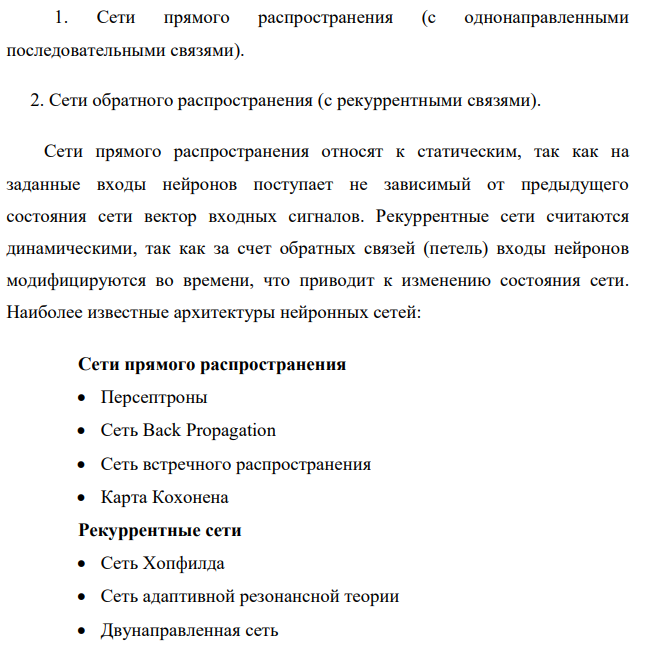 1. Сети прямого распространения (с однонаправленными
последовательными связями).
2. Сети обратного распространения (с рекуррентными связями).
Сети прямого распространения относят к статическим, так как на
заданные входы нейронов поступает не зависимый от предыдущего
состояния сети вектор входных сигналов. Рекуррентные сети считаются
динамическими, так как за счет обратных связей (петель) входы нейронов
модифицируются во времени, что приводит к изменению состояния сети.
Наиболее известные архитектуры нейронных сетей:
Сети прямого распространения
• Персептроны
• Сеть Back Propagation
• Сеть встречного распространения
• Карта Кохонена
Рекуррентные сети
• Сеть Хопфилда
• Сеть адаптивной резонансной теории
• Двунаправленная сеть